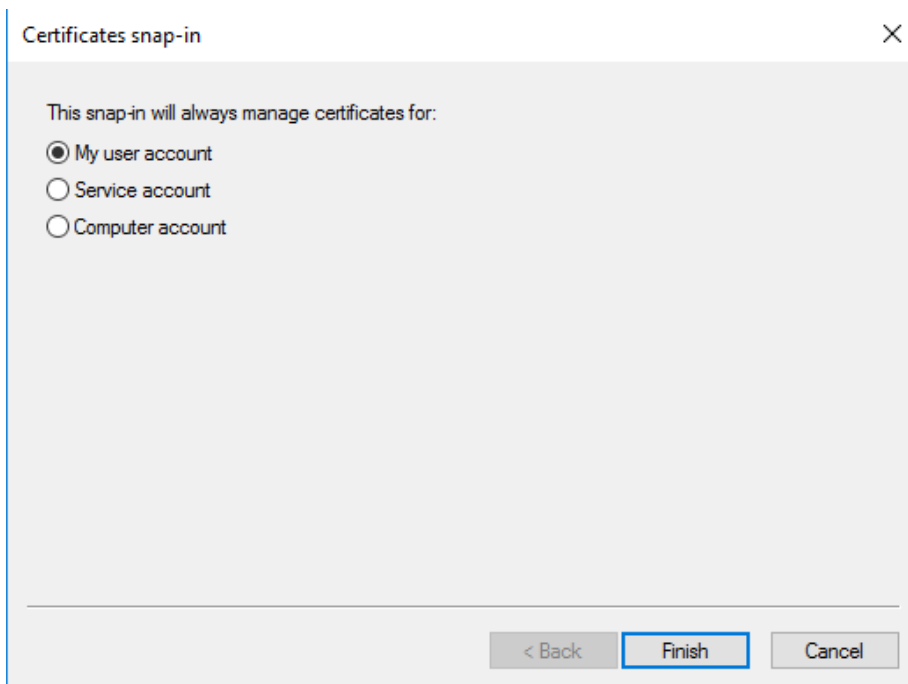 Certificates snap-in
This snap-in will always manage certificates for:
My user account
Service account
Computer account
< Back
Finish
Cancel